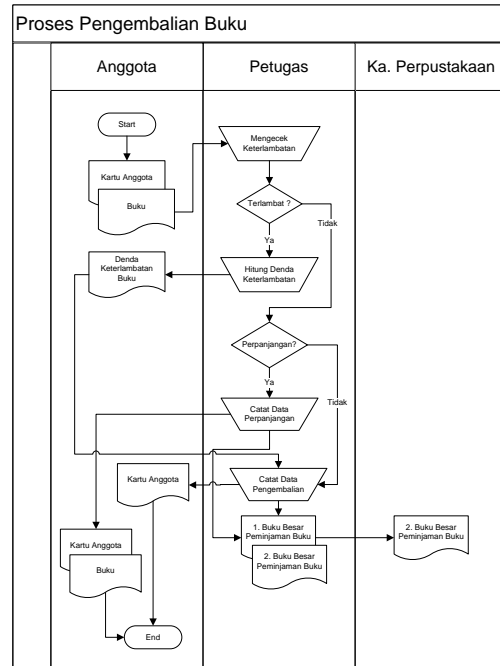 Proses Pengembalian Buku
Anggota
Petugas
Ka. Perpustakaan
Start
Mengecek
Keterlambatan
Kartu Anggota
Buku
Terlambat ?
Tidak
Ya
Denda
Keterlambatan
Buku
Hitung Denda
Keterlambatan
Perpanjangan?
Ya
Tidak
Catat Data
Perpanjangan
Kartu Anggota
Catat Data
Pengembalian
1. Buku Besar
Peminjaman Buku
2. Buku Besar
Peminjaman Buku
2. Buku Besar
Peminjaman Buku
Kartu Anggota
Buku
End